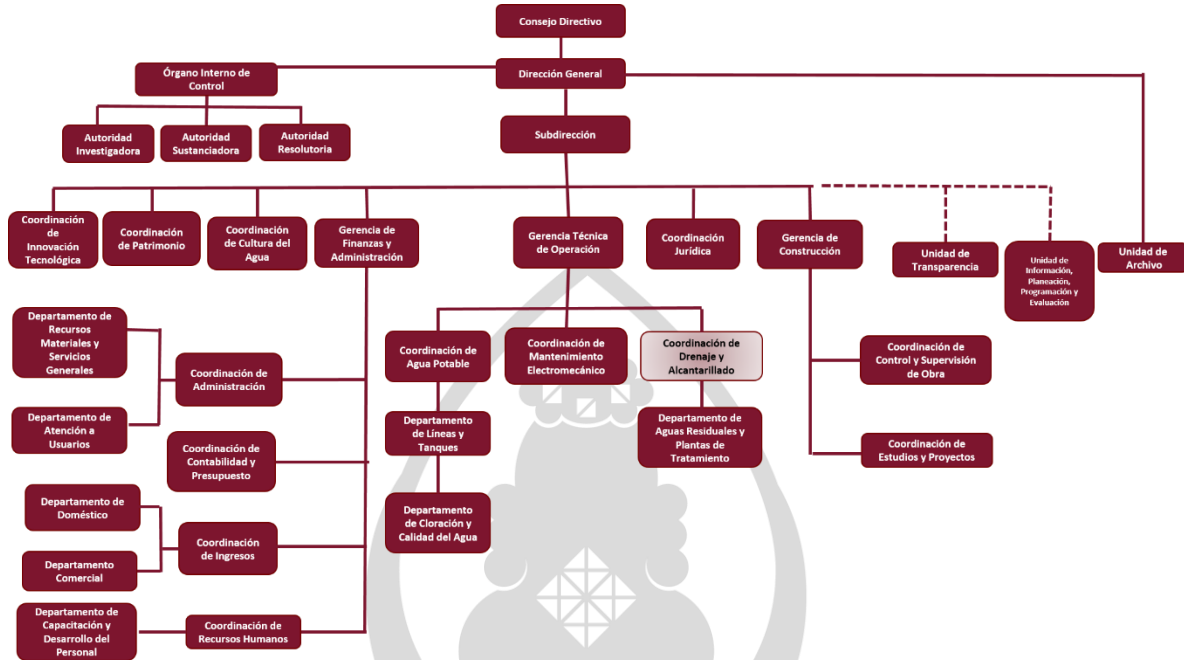 Consejo Directivo
Órgano Interno de
Control
Dirección General
Autoridad
Investigadora
Autoridad
Sustanciadora
Autoridad
Resolutoria
Subdirección
Coordinación
de
Innovación
Tecnológica
Coordinación
de Patrimonio
Coordinación
de Cultura del
Agua
Gerencia de
Finanzas y
Administración
Gerencia Técnica
de Operación
Coordinación
Jurídica
Gerencia de
Construcción
Unidad de
Transparencia
Unidad de
Información,
Planeación,
Programación y
Evaluación
Unidad de
Archivo
Departamento de
Recursos
Materiales y
Servicios
Generales
Coordinación de
Administración
Departamento de
Atención a
Usuarios
Coordinación de
Contabilidad y
Presupuesto
Departamento de
Doméstico
Coordinación
de Ingresos
Departamento
Comercial
Departamento de
Capacitación y
Desarrollo del
Personal
Coordinación de
Recursos Humanos
Coordinación de
Agua Potable
Coordinación de
Mantenimiento
Electromecánico
Coordinación de
Drenaje y
Alcantarillado
Departamento
de Líneas y
Tanques
Departamento de
Aguas Residuales y
Plantas de
Tratamiento
Departamento
de Cloración y
Calidad del Agua
Coordinación de
Control y Supervisión
de Obra
Coordinación de
Estudios y Proyectos